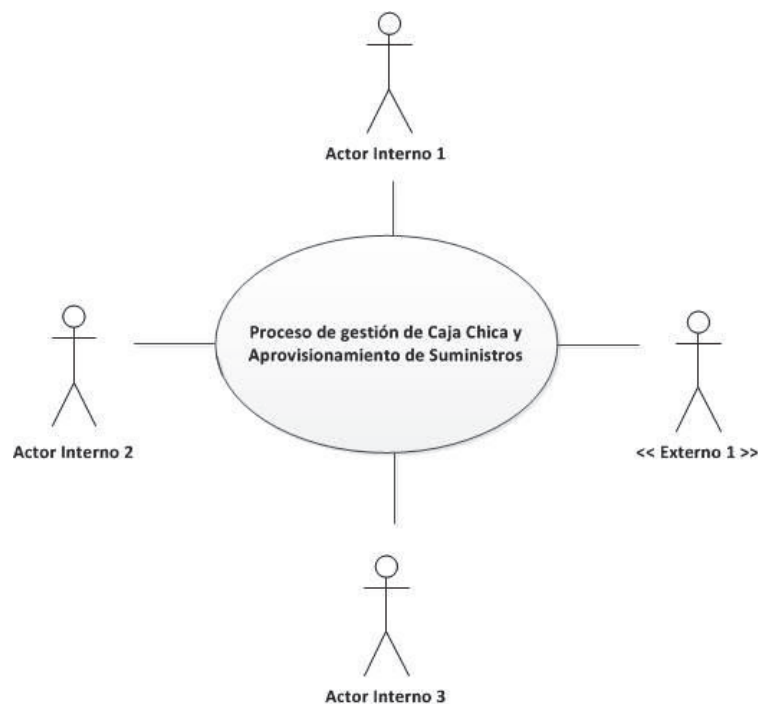 Actor Interno 1
Proceso de gestión de Caja Chica y
Aprovisionamiento de Suministros
Actor Interno 2
<< Externo 1 >>
Actor Interno 3